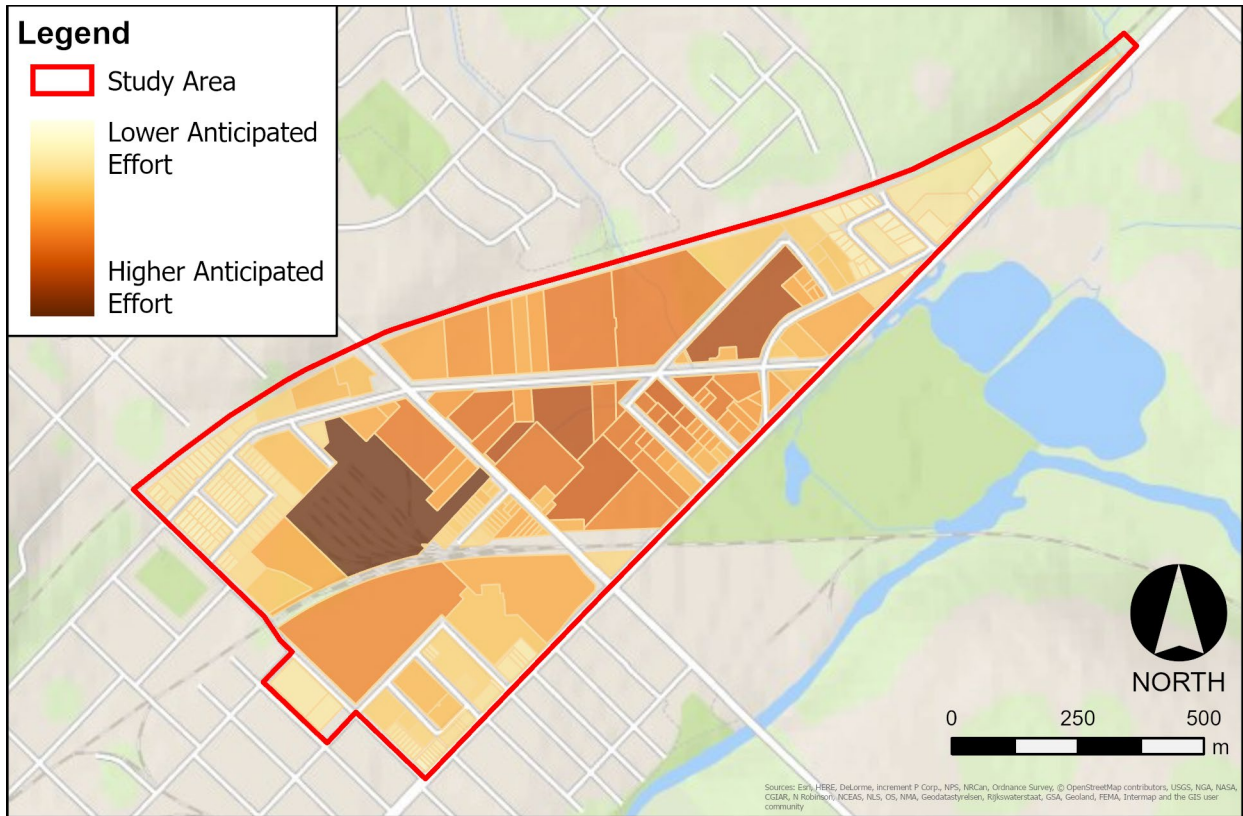 Legend
Study Area
Lower Anticipated
Effort
Higher Anticipated
Effort
NORTH
0 250 500
m
Sources: Esri, HERE, DeLorme, increment P Corp., NPS, NRCan, Ordnance Survey, © OpenStreetMap contributors, USGS, NGA, NASA,
CGIAR, N Robinson, NCEAS, NLS, OS, NMA, Geodatastyrelsen, Rijkswaterstaat, GSA, Geoland, FEMA, Intermap and the GIS user
community